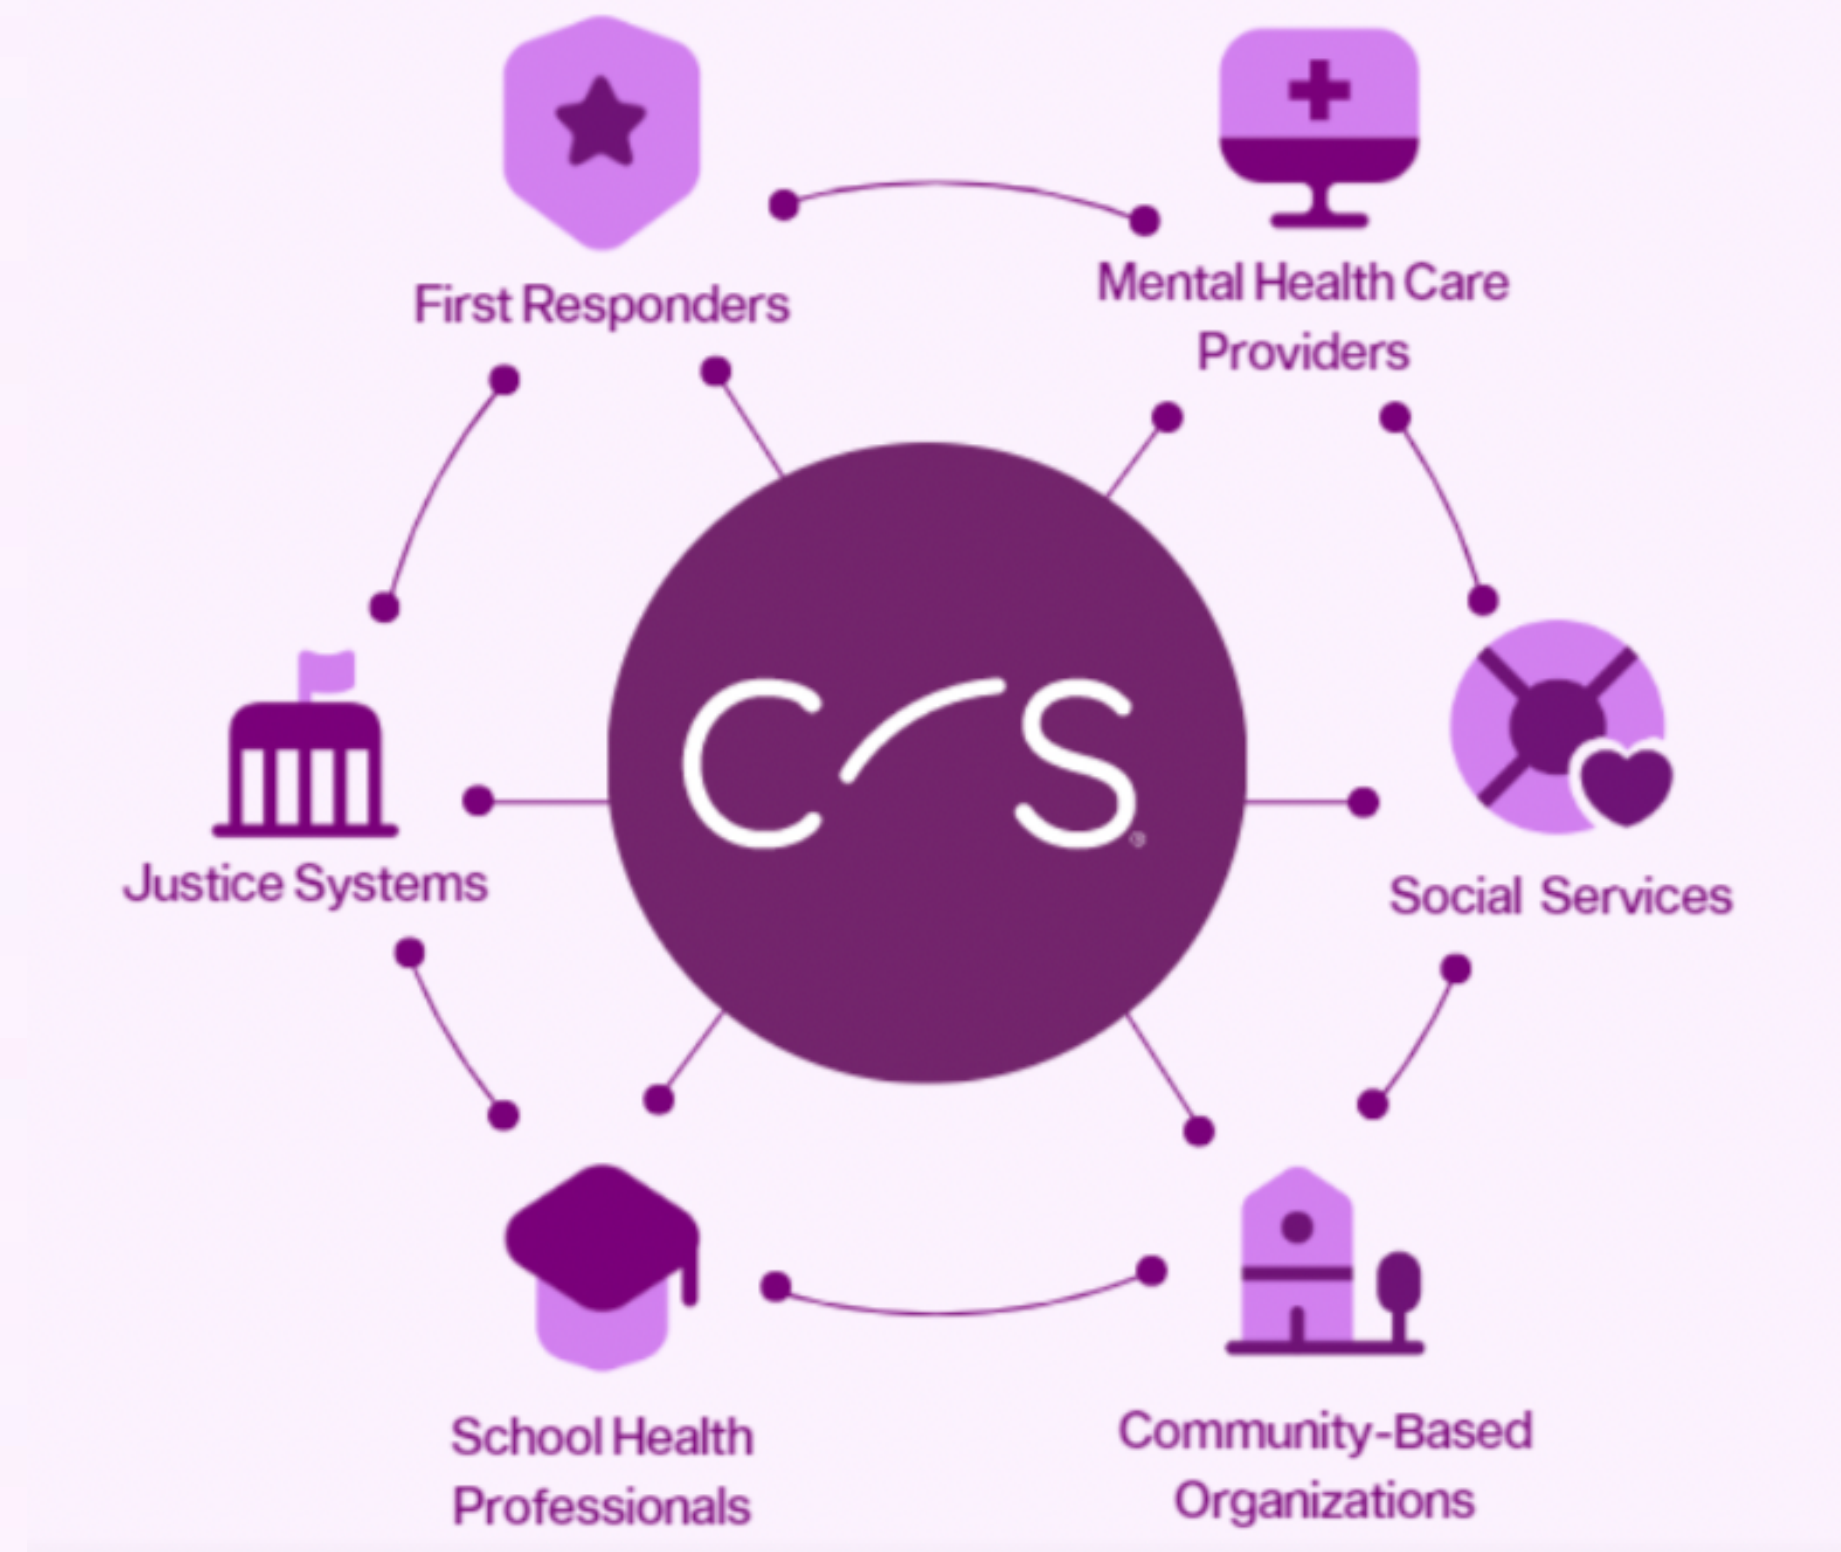 First Responders
Mental Health Care
Providers
C S®
Justice Systems
Social Services
School Health
Professionals
Community-Based
Organizations